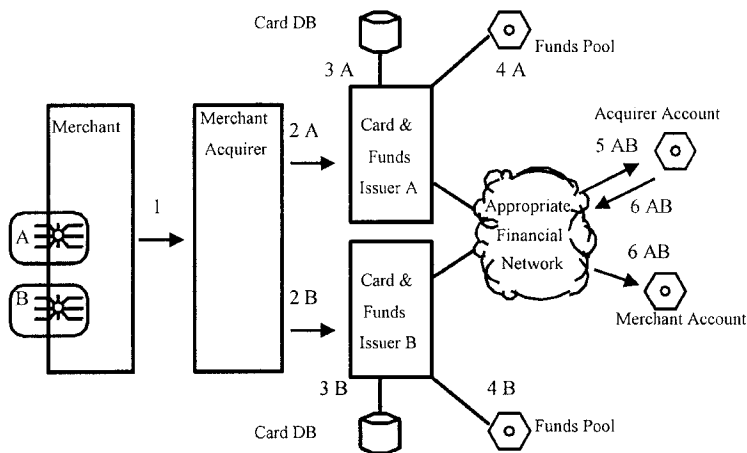 Card DB
Funds Pool
3 A
4 A
Merchant
Merchant
Acquirer
2 A
Card &
Funds
Issuer A
Acquirer Account
5 AB
1
A
Appropriate
Financial
Network
6 AB
6 AB
B
2 B
Card &
Funds
Issuer B
Merchant Account
3 B
4 B
Card DB
Funds Pool